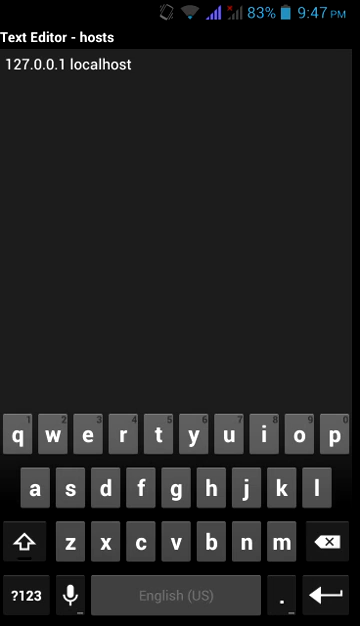 83% 9:47 PM
Text Editor - hosts
127.0.0.1 localhost
1 2 3 4 5 6 7 8 9 0
q w e r t y u i o p
a s d f g h j k l
z x c v b n m
?123 English (US) .